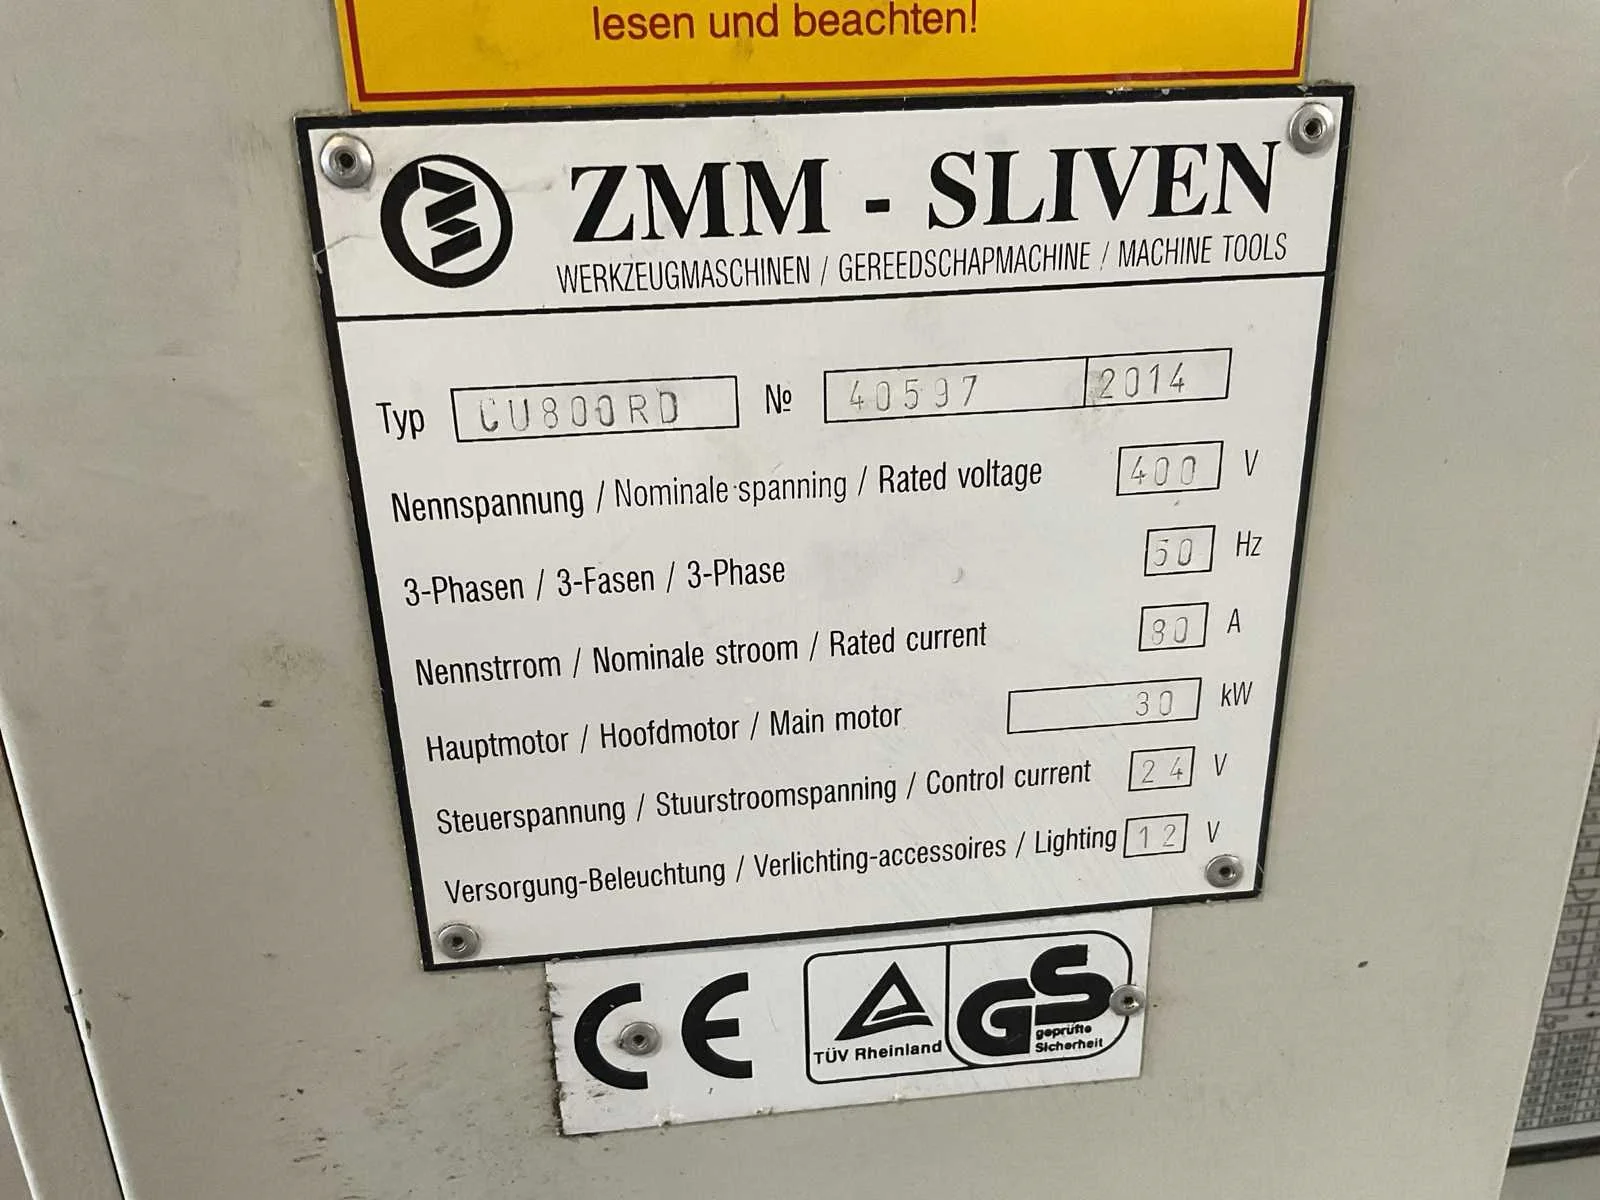 lesen und beachten!
ZMM - SLIVEN
WERKZEUGMASCHINEN / GEREEDSCHAPMACHINE / MACHINE TOOLS
Typ CU800RD № 40597 2014
Nennspannung / Nominale spanning / Rated voltage 400 V
3-Phasen / 3-Fasen / 3-Phase 50 Hz
Nennstrrom / Nominale stroom / Rated current 80 A
Hauptmotor / Hoofdmotor / Main motor 30 kW
Steuerspannung / Stuurstroomspanning / Control current 24 V
Versorgung-Beleuchtung / Verlichting-accessoires / Lighting 12 V
CE
TÜV Rheinland
GS
geprüfte
Sicherheit